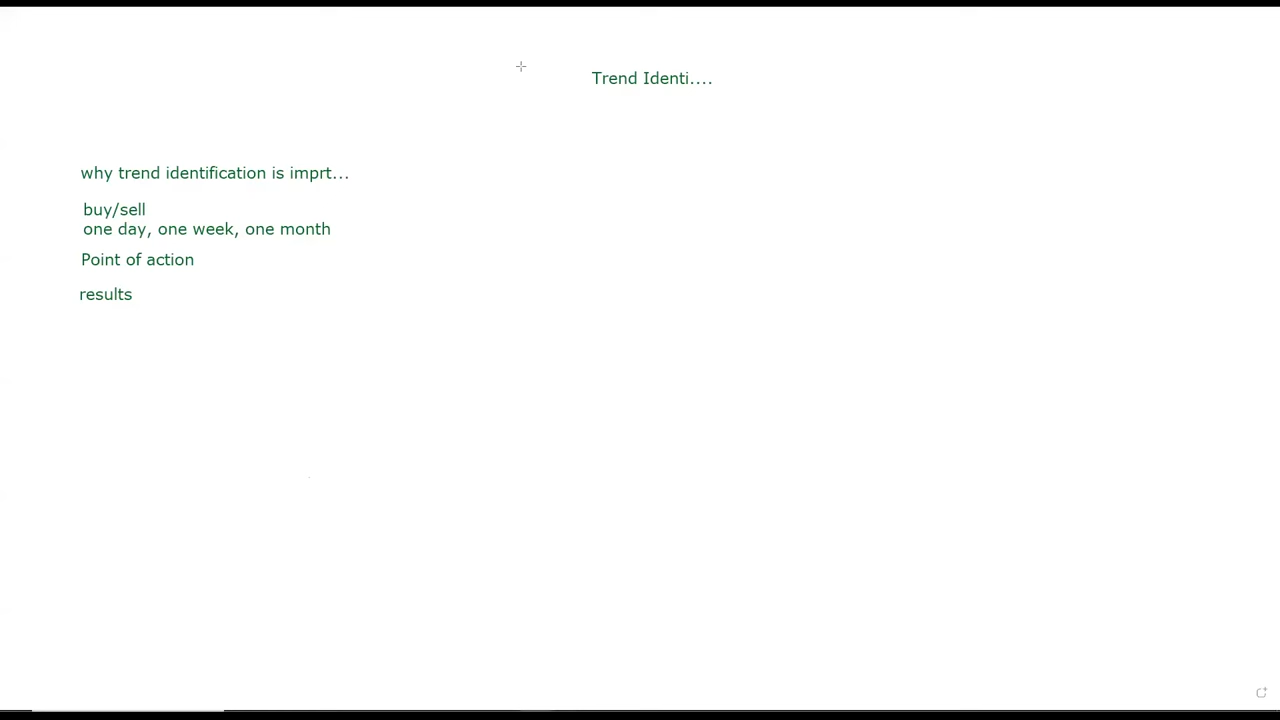 Trend Identi....
why trend identification is imprt...
buy/sell
one day, one week, one month
Point of action
results